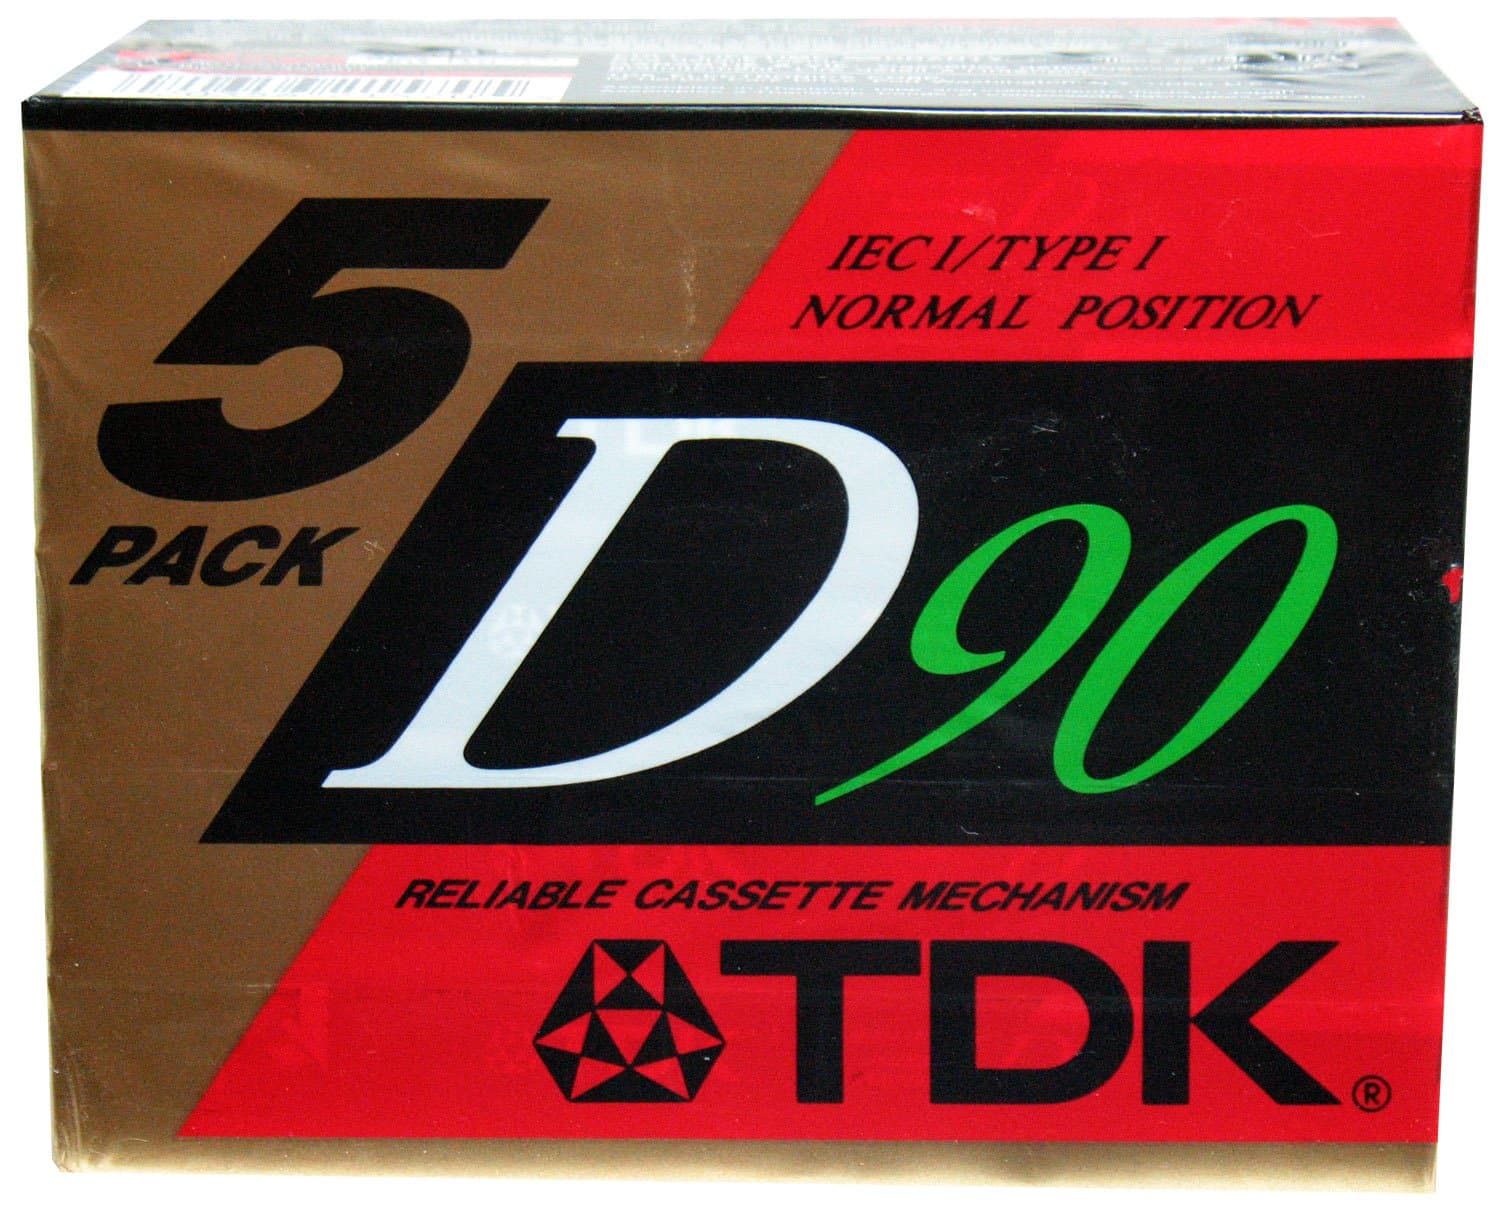 5
PACK
IEC I/TYPE I
NORMAL POSITION
D90
RELIABLE CASSETTE MECHANISM
TDK®